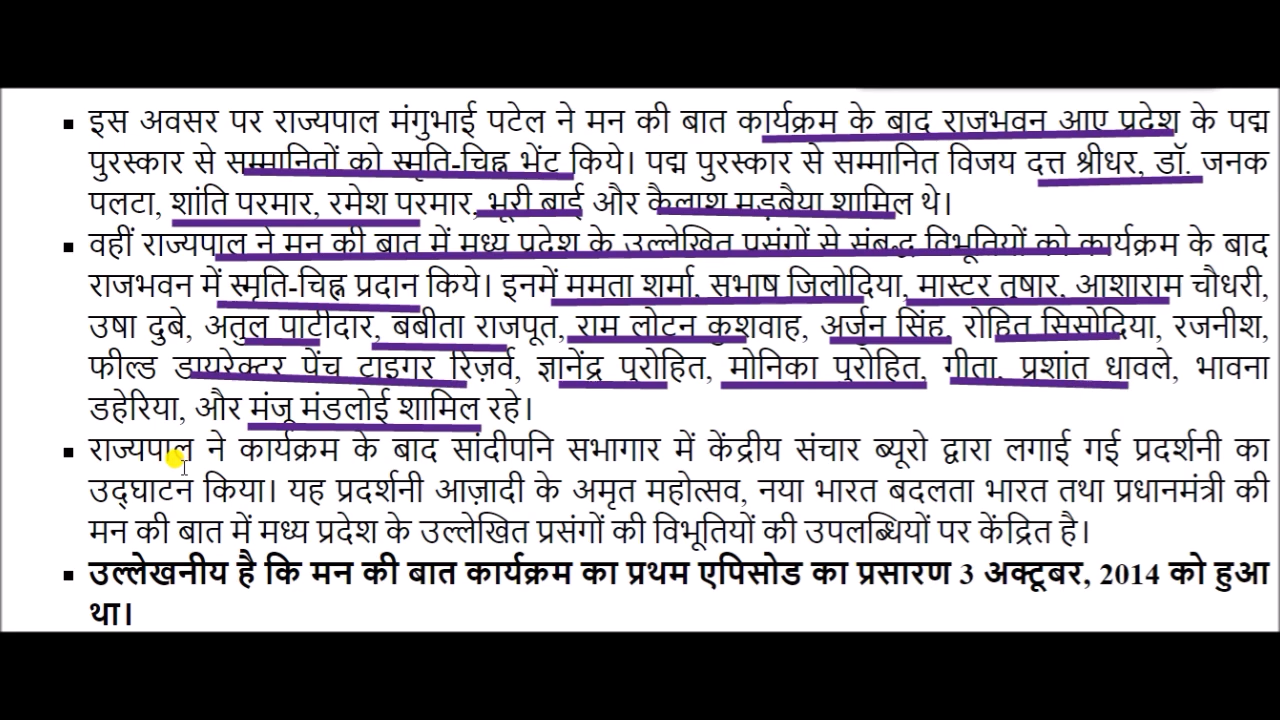 ▪ इस अवसर पर राज्यपाल मंगुभाई पटेल ने मन की बात कार्यक्रम के बाद राजभवन आए प्रदेश के पद्म
पुरस्कार से सम्मानितों को स्मृति-चिह्न भेंट किये। पद्म पुरस्कार से सम्मानित विजय दत्त श्रीधर, डॉ. जनक
पलटा, शांति परमार, रमेश परमार, भूरी बाई और कैलाश मड़बैया शामिल थे।
▪ वहीं राज्यपाल ने मन की बात में मध्य प्रदेश के उल्लेखित प्रसंगों से संबद्ध विभूतियों को कार्यक्रम के बाद
राजभवन में स्मृति-चिह्न प्रदान किये। इनमें ममता शर्मा, सुभाष जिलोदिया, मास्टर तुषार, आशाराम चौधरी,
उषा दुबे, अतुल पाटीदार, बबीता राजपूत, राम लोटन कुशवाह, अर्जुन सिंह, रोहित सिसोदिया, रजनीश,
फील्ड डायरेक्टर पेंच टाइगर रिज़र्व, ज्ञानेंद्र पुरोहित, मोनिका पुरोहित, गीता, प्रशांत धावले, भावना
डहेरिया, और मंजू मंडलोई शामिल रहे।
▪ राज्यपाल ने कार्यक्रम के बाद सांदीपनि सभागार में केंद्रीय संचार ब्यूरो द्वारा लगाई गई प्रदर्शनी का
उद्घाटन किया। यह प्रदर्शनी आज़ादी के अमृत महोत्सव, नया भारत बदलता भारत तथा प्रधानमंत्री की
मन की बात में मध्य प्रदेश के उल्लेखित प्रसंगों की विभूतियों की उपलब्धियों पर केंद्रित है।
▪ उल्लेखनीय है कि मन की बात कार्यक्रम का प्रथम एपिसोड का प्रसारण 3 अक्टूबर, 2014 को हुआ
था।